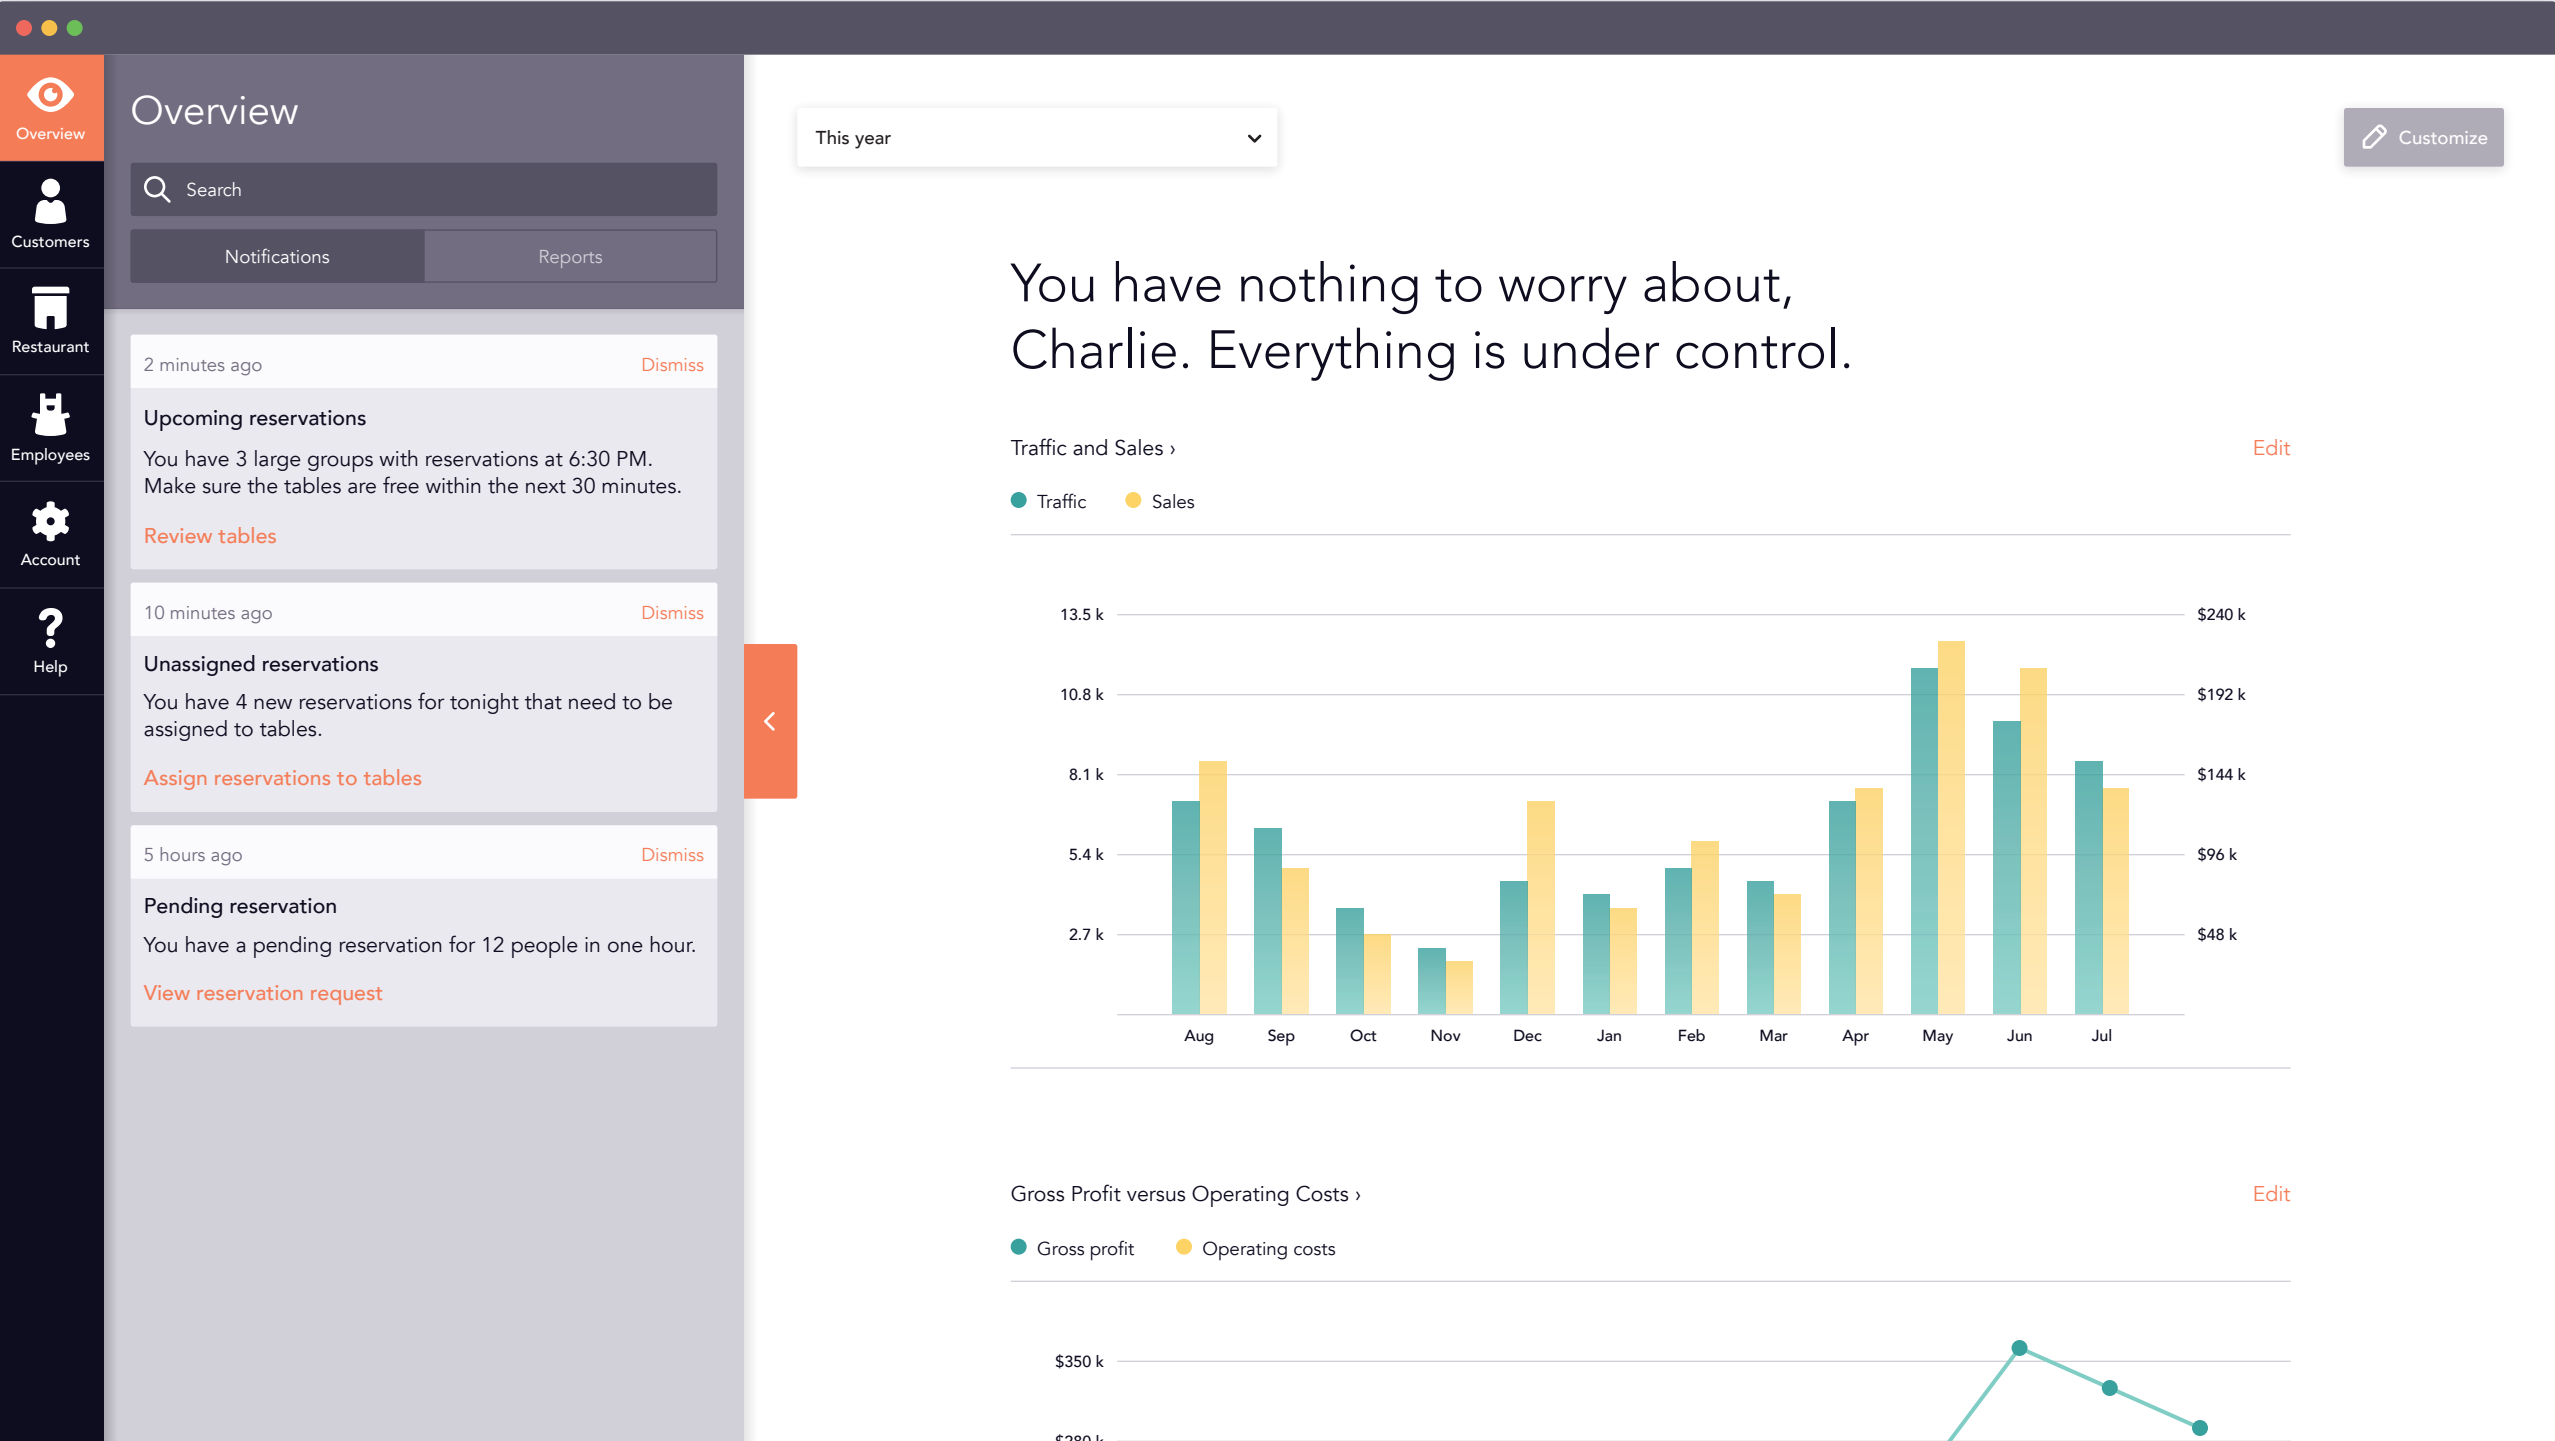 Overview
Customers
Restaurant
Employees
Account
Help
Overview
Search
Notifications
Reports
2 minutes ago
Dismiss
Upcoming reservations
You have 3 large groups with reservations at 6:30 PM.
Make sure the tables are free within the next 30 minutes.
Review tables
10 minutes ago
Dismiss
Unassigned reservations
You have 4 new reservations for tonight that need to be
assigned to tables.
Assign reservations to tables
5 hours ago
Dismiss
Pending reservation
You have a pending reservation for 12 people in one hour.
View reservation request
This year
Customize
You have nothing to worry about,
Charlie. Everything is under control.
Traffic and Sales ›
Edit
Traffic
Sales
13.5 k
$240 k
10.8 k
$192 k
8.1 k
$144 k
5.4 k
$96 k
2.7 k
$48 k
Aug
Sep
Oct
Nov
Dec
Jan
Feb
Mar
Apr
May
Jun
Jul
Gross Profit versus Operating Costs ›
Edit
Gross profit
Operating costs
$350 k
$280 k